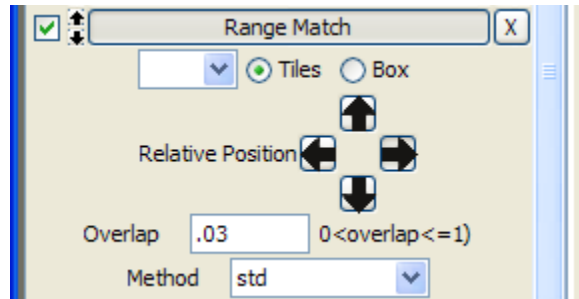 Range Match X
Tiles Box
Relative Position
Overlap .03 0<overlap<=1)
Method std